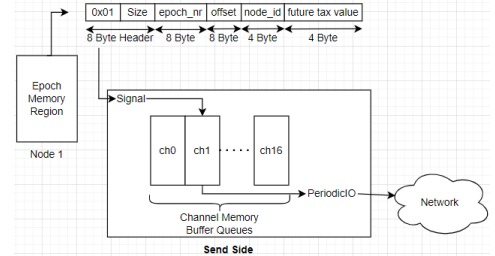 0x01 Size epoch_nr offset node_id future tax value
8 Byte Header 8 Byte 8 Byte 4 Byte 4 Byte
Epoch
Memory
Region
Node 1
Signal
ch0 ch1 ····· ch16
PeriodicIO
Network
Channel Memory
Buffer Queues
Send Side